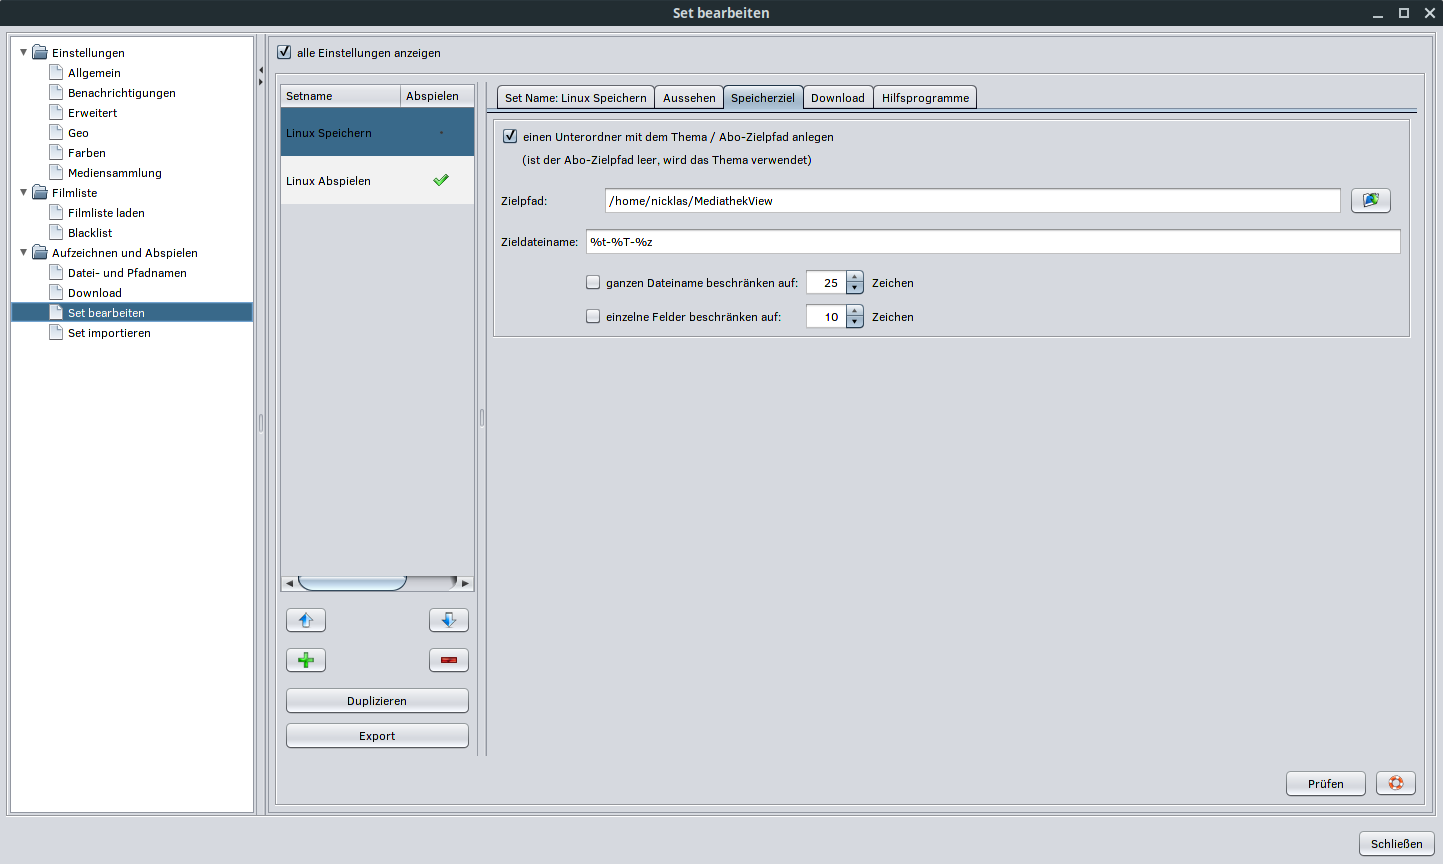 Set bearbeiten
Einstellungen
Allgemein
Benachrichtigungen
Erweitert
Geo
Farben
Mediensammlung
Filmliste
Filmliste laden
Blacklist
Aufzeichnen und Abspielen
Datei- und Pfadnamen
Download
Set bearbeiten
Set importieren
alle Einstellungen anzeigen
Setname Abspielen
Linux Speichern
Linux Abspielen
Duplizieren
Export
Set Name: Linux Speichern Aussehen Speicherziel Download Hilfsprogramme
einen Unterordner mit dem Thema / Abo-Zielpfad anlegen
(ist der Abo-Zielpfad leer, wird das Thema verwendet)
Zielpfad: /home/nicklas/MediathekView
Zieldateiname: %t-%T-%z
ganzen Dateiname beschränken auf: 25 Zeichen
einzelne Felder beschränken auf: 10 Zeichen
Prüfen
Schließen